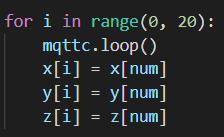 for i in range(0, 20):
    mqttc.loop()
    x[i] = x[num]
    y[i] = y[num]
    z[i] = z[num]